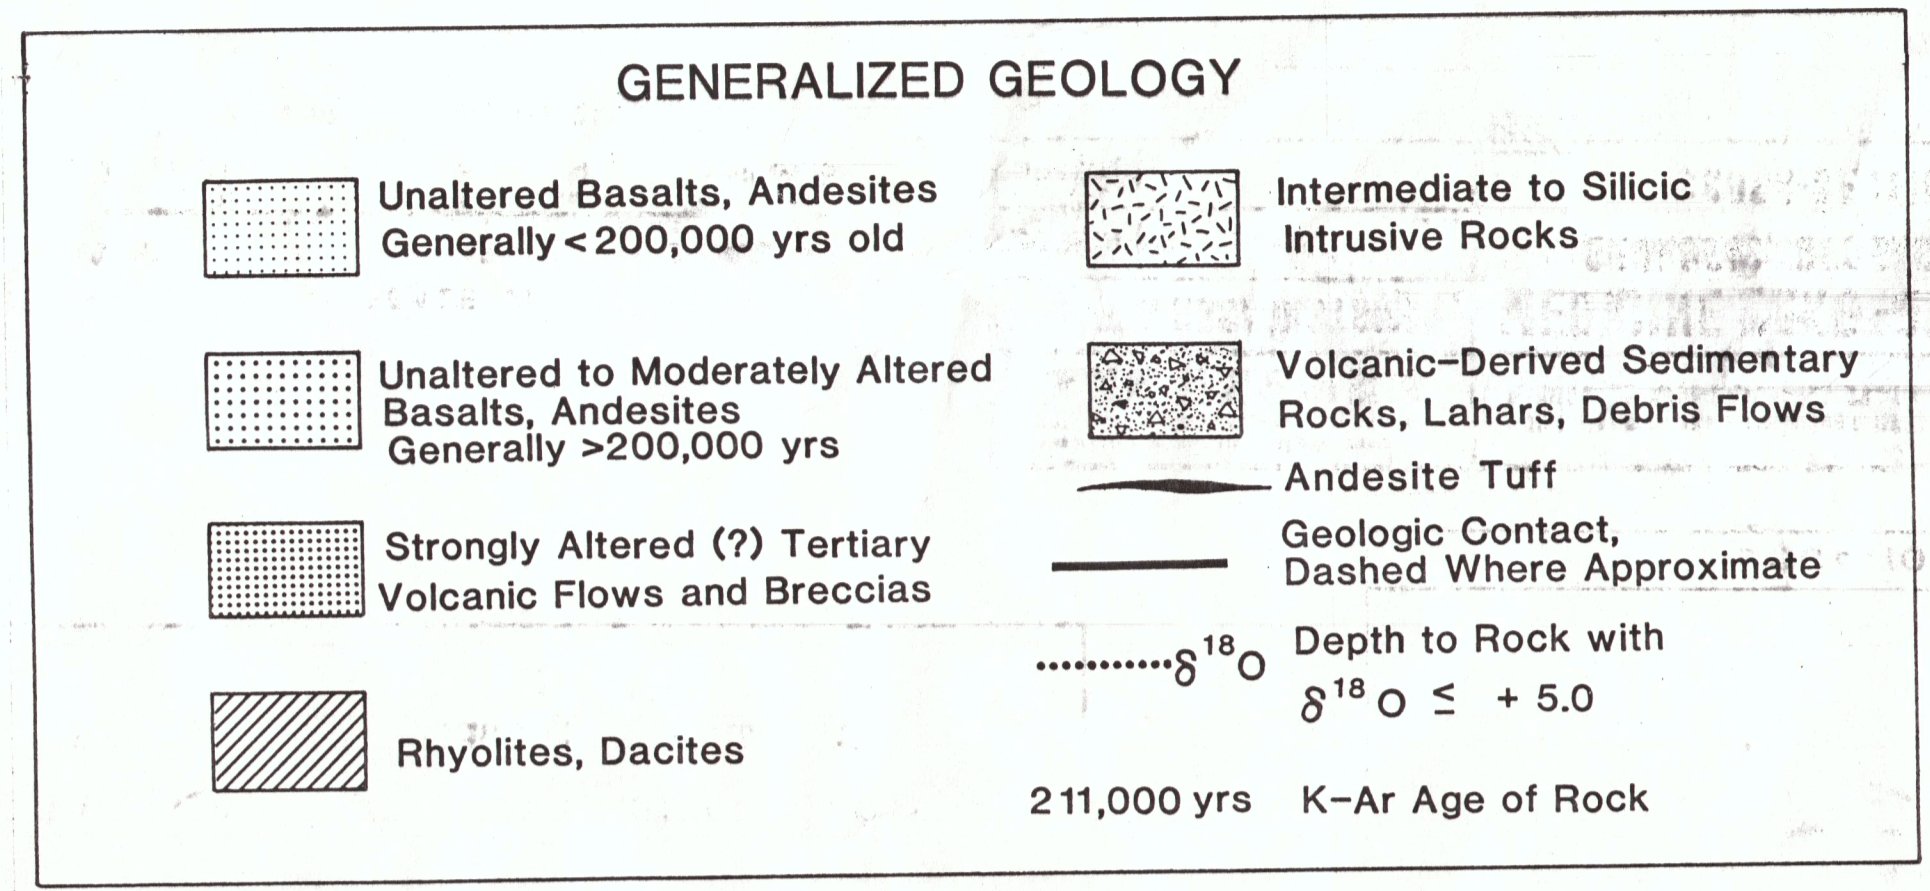 GENERALIZED GEOLOGY
Unaltered Basalts, Andesites
Generally < 200,000 yrs old
Unaltered to Moderately Altered
Basalts, Andesites
Generally >200,000 yrs
Strongly Altered (?) Tertiary
Volcanic Flows and Breccias
Rhyolites, Dacites
Intermediate to Silicic
Intrusive Rocks
Volcanic-Derived Sedimentary
Rocks, Lahars, Debris Flows
Andesite Tuff
Geologic Contact,
Dashed Where Approximate
δ¹⁸O Depth to Rock with
δ¹⁸O ≤ + 5.0
211,000 yrs K-Ar Age of Rock